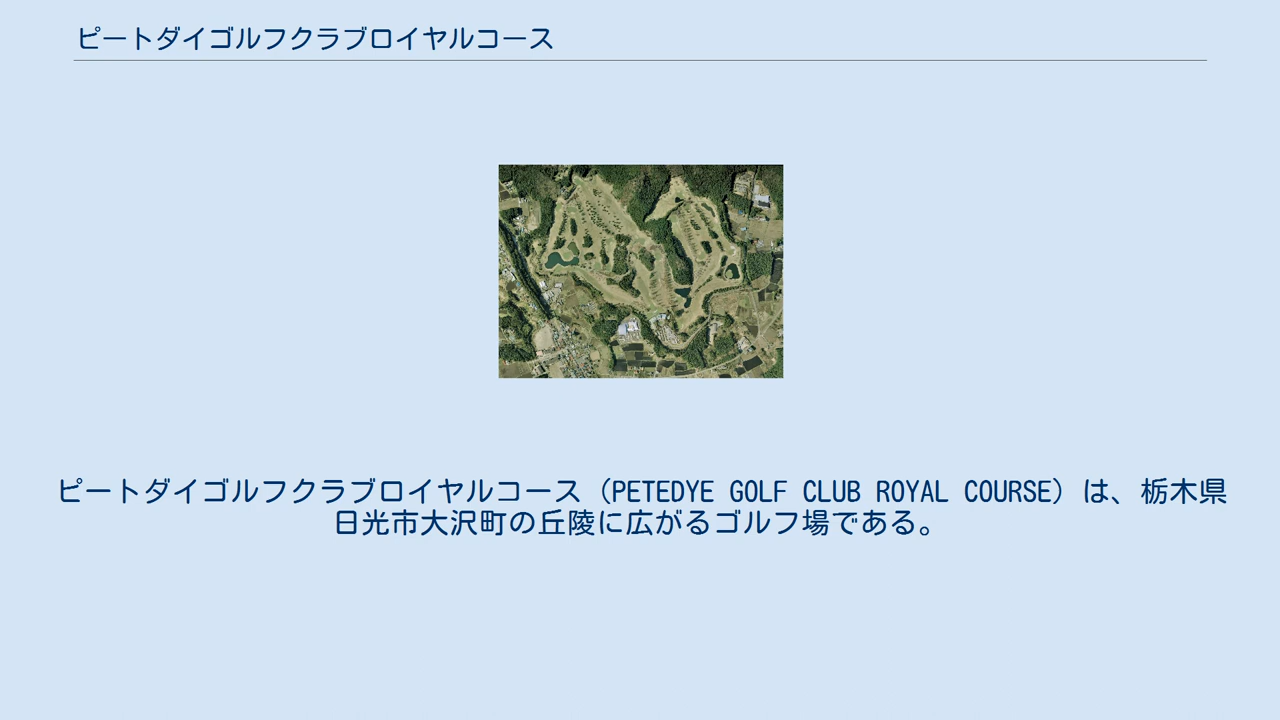 ピートダイゴルフクラブロイヤルコース
ピートダイゴルフクラブロイヤルコース（PETEDYE GOLF CLUB ROYAL COURSE）は、栃木県
日光市大沢町の丘陵に広がるゴルフ場である。